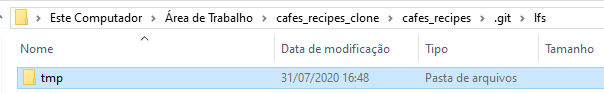 Este Computador > Área de Trabalho > cafes_recipes_clone > cafes_recipes > .git > lfs
Nome Data de modificação Tipo Tamanho
tmp 31/07/2020 16:48 Pasta de arquivos